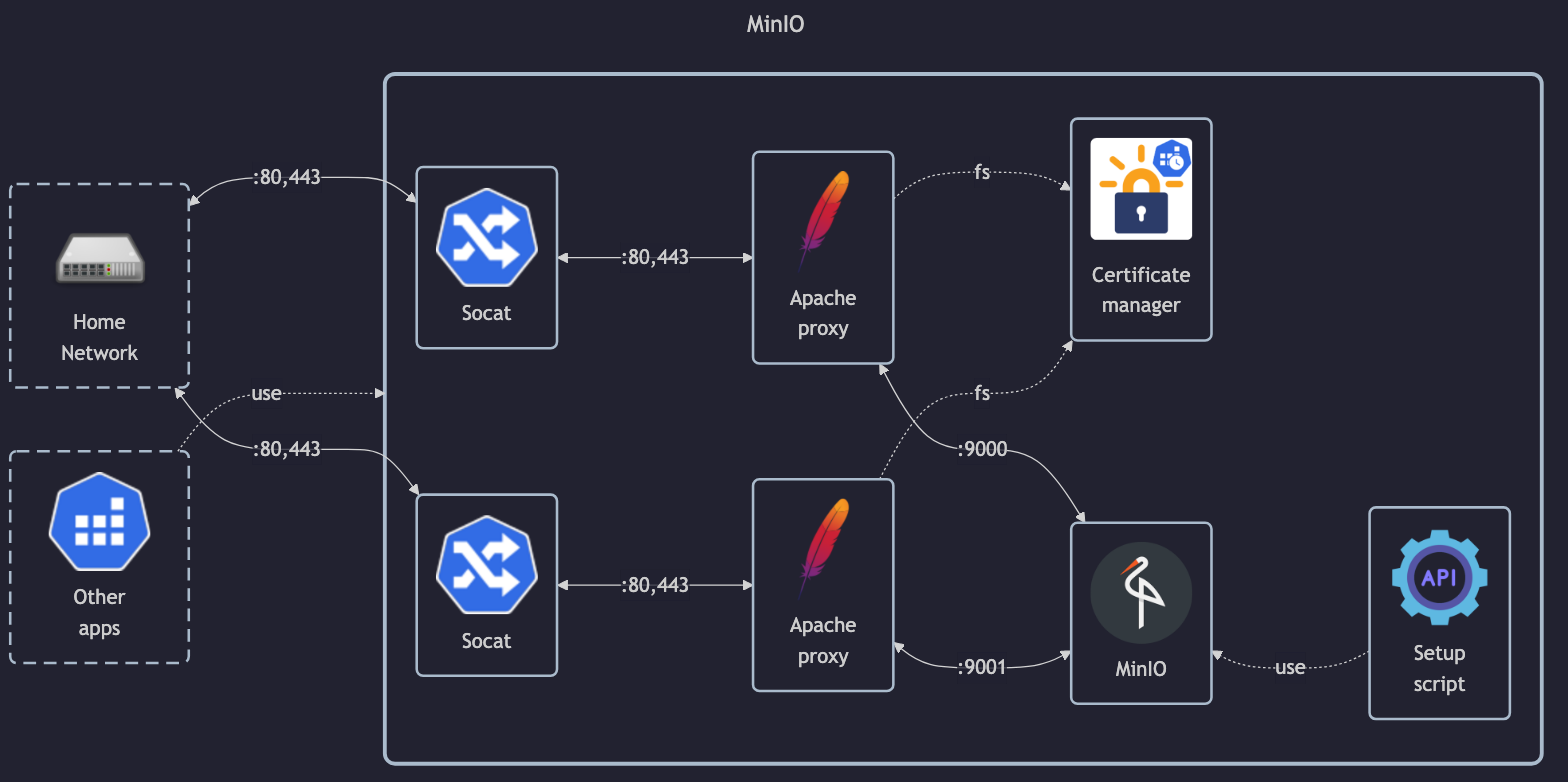 MinIO
:80,443
Home
Network
use
:80,443
Other
apps
Socat
:80,443
Apache
proxy
fs
Certificate
manager
fs
:9000
Socat
:80,443
Apache
proxy
:9001
MinIO
use
API
Setup
script